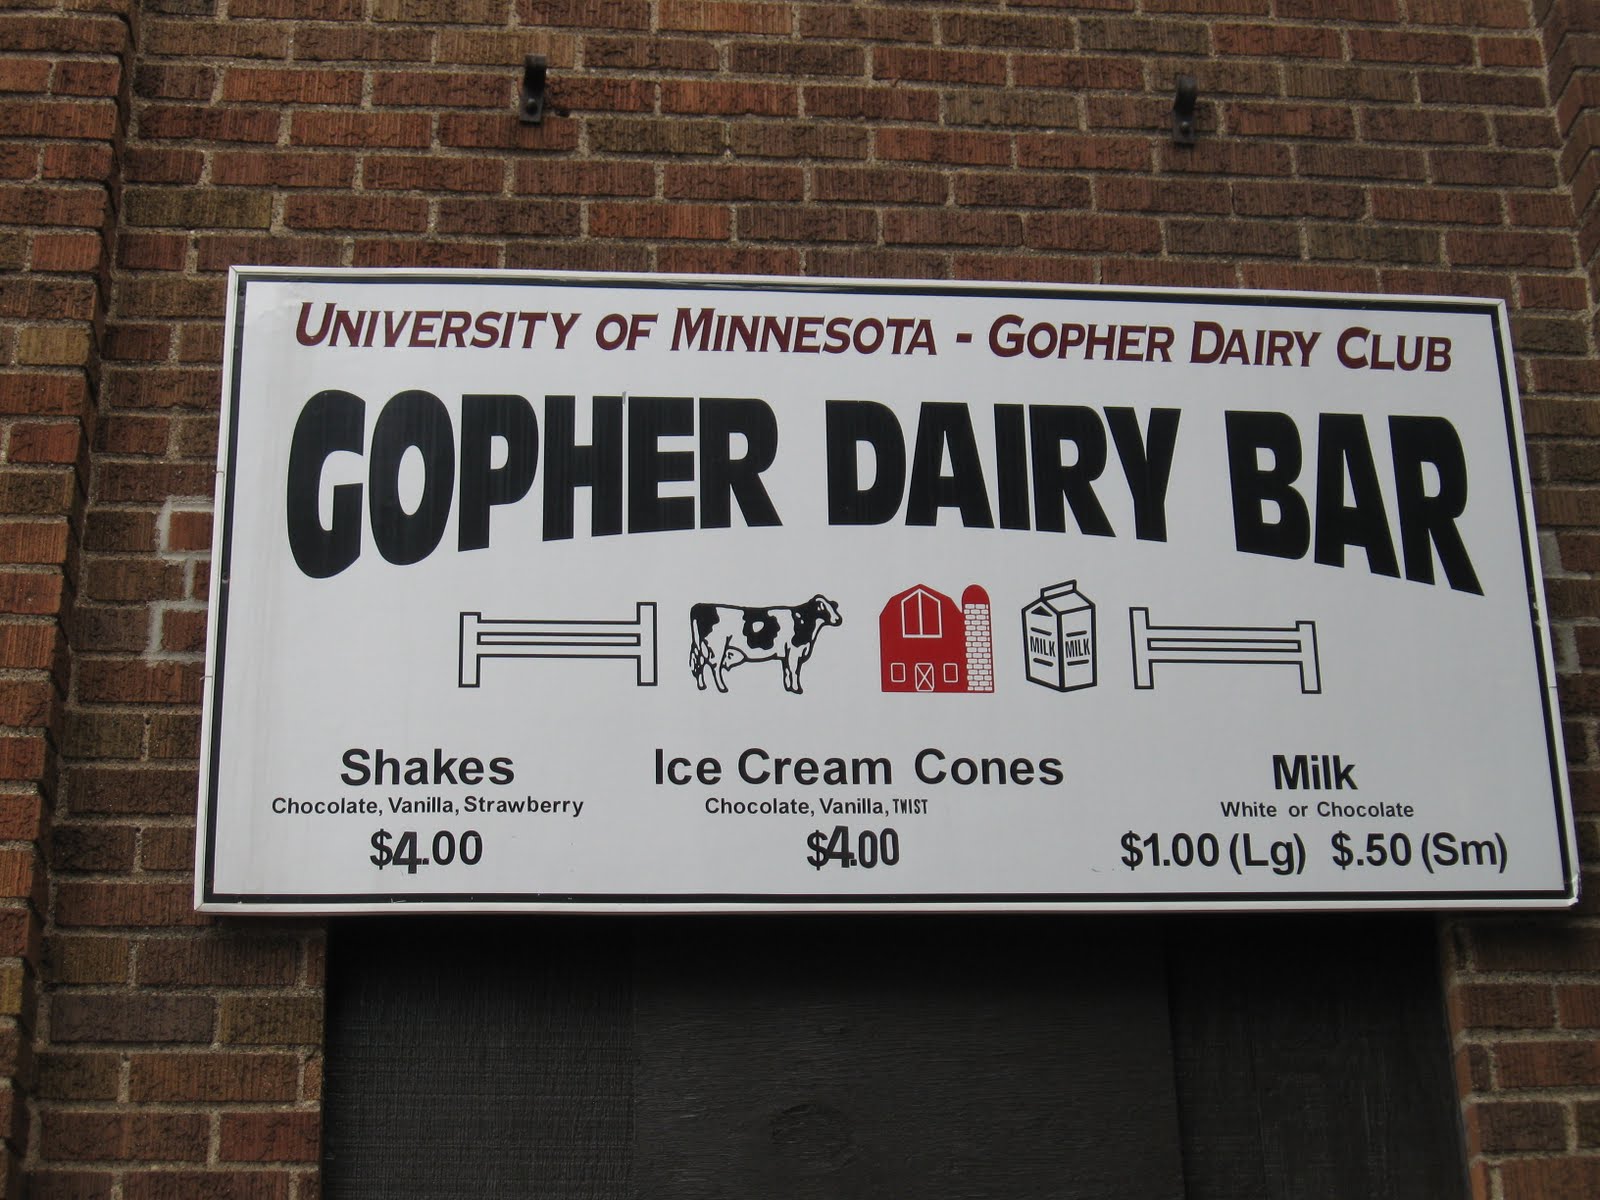 UNIVERSITY OF MINNESOTA - GOPHER DAIRY CLUB
GOPHER DAIRY BAR
MILK MILK
Shakes
Chocolate, Vanilla, Strawberry
$4.00
Ice Cream Cones
Chocolate, Vanilla, TWIST
$4.00
Milk
White or Chocolate
$1.00 (Lg) $.50 (Sm)